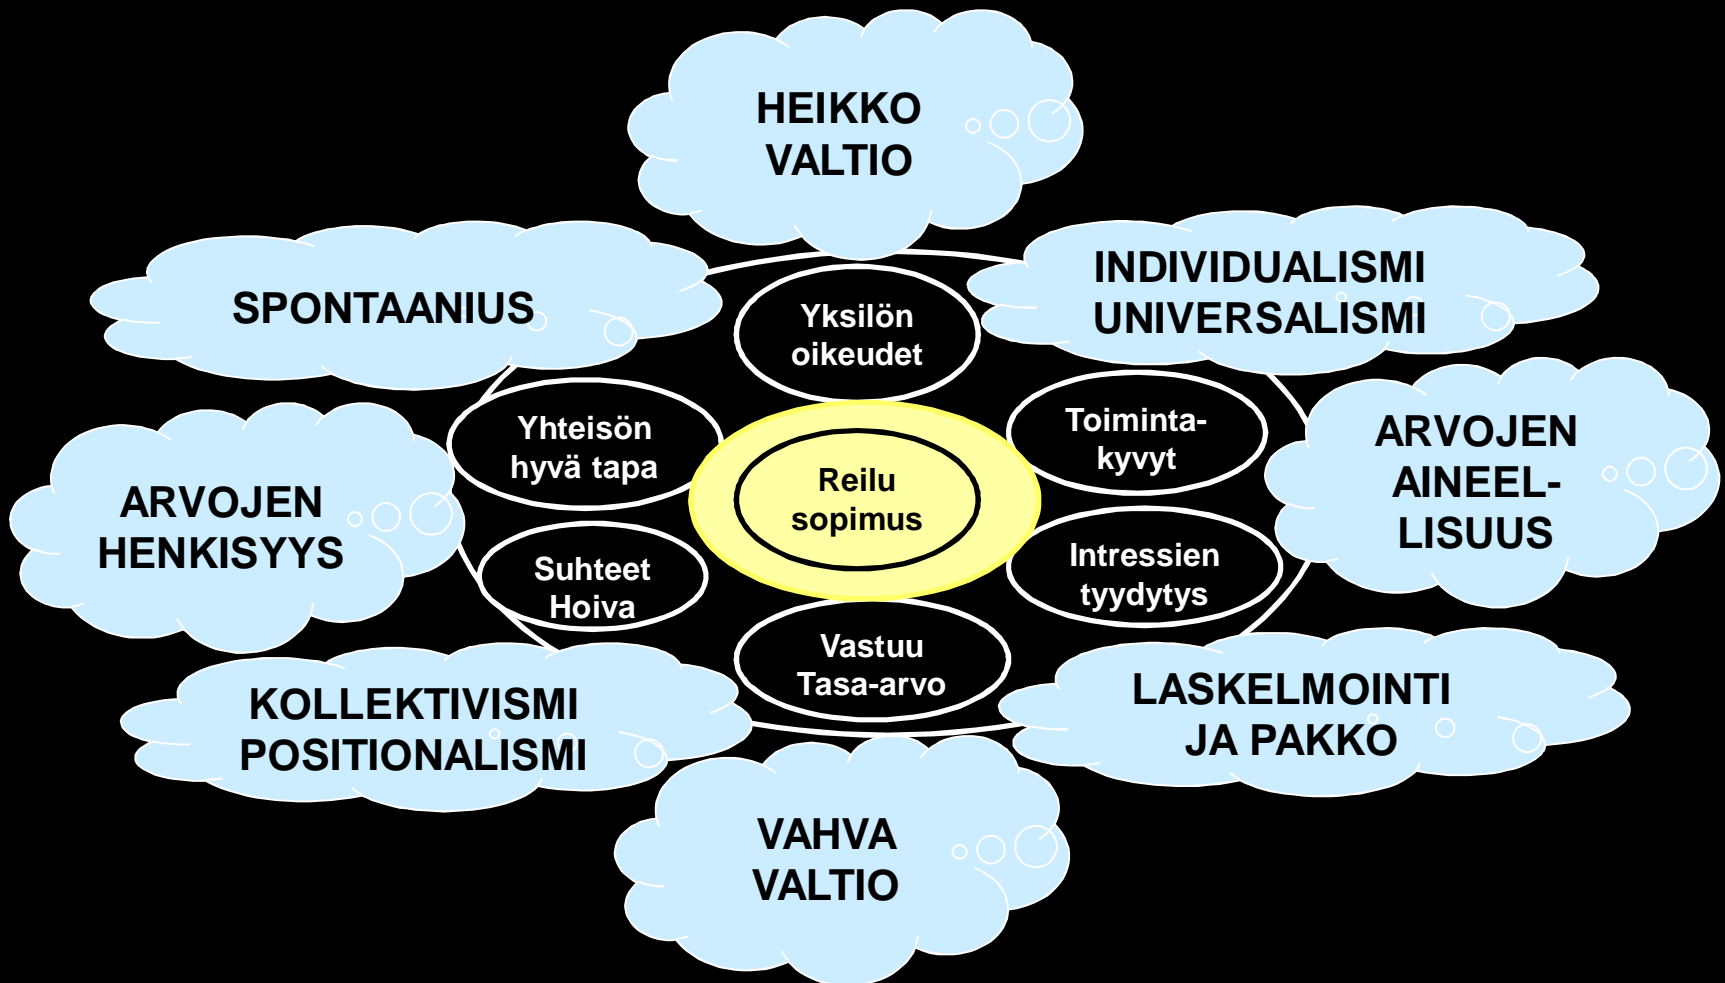 HEIKKO
VALTIO
SPONTAANIUS
INDIVIDUALISMI
UNIVERSALISMI
Yksilön
oikeudet
Yhteisön
hyvä tapa
Toiminta-
kyvyt
ARVOJEN
AINEEL-
LISUUS
ARVOJEN
HENKISYYS
Reilu
sopimus
Suhteet
Hoiva
Intressien
tyydytys
Vastuu
Tasa-arvo
KOLLEKTIVISMI
POSITIONALISMI
LASKELMOINTI
JA PAKKO
VAHVA
VALTIO